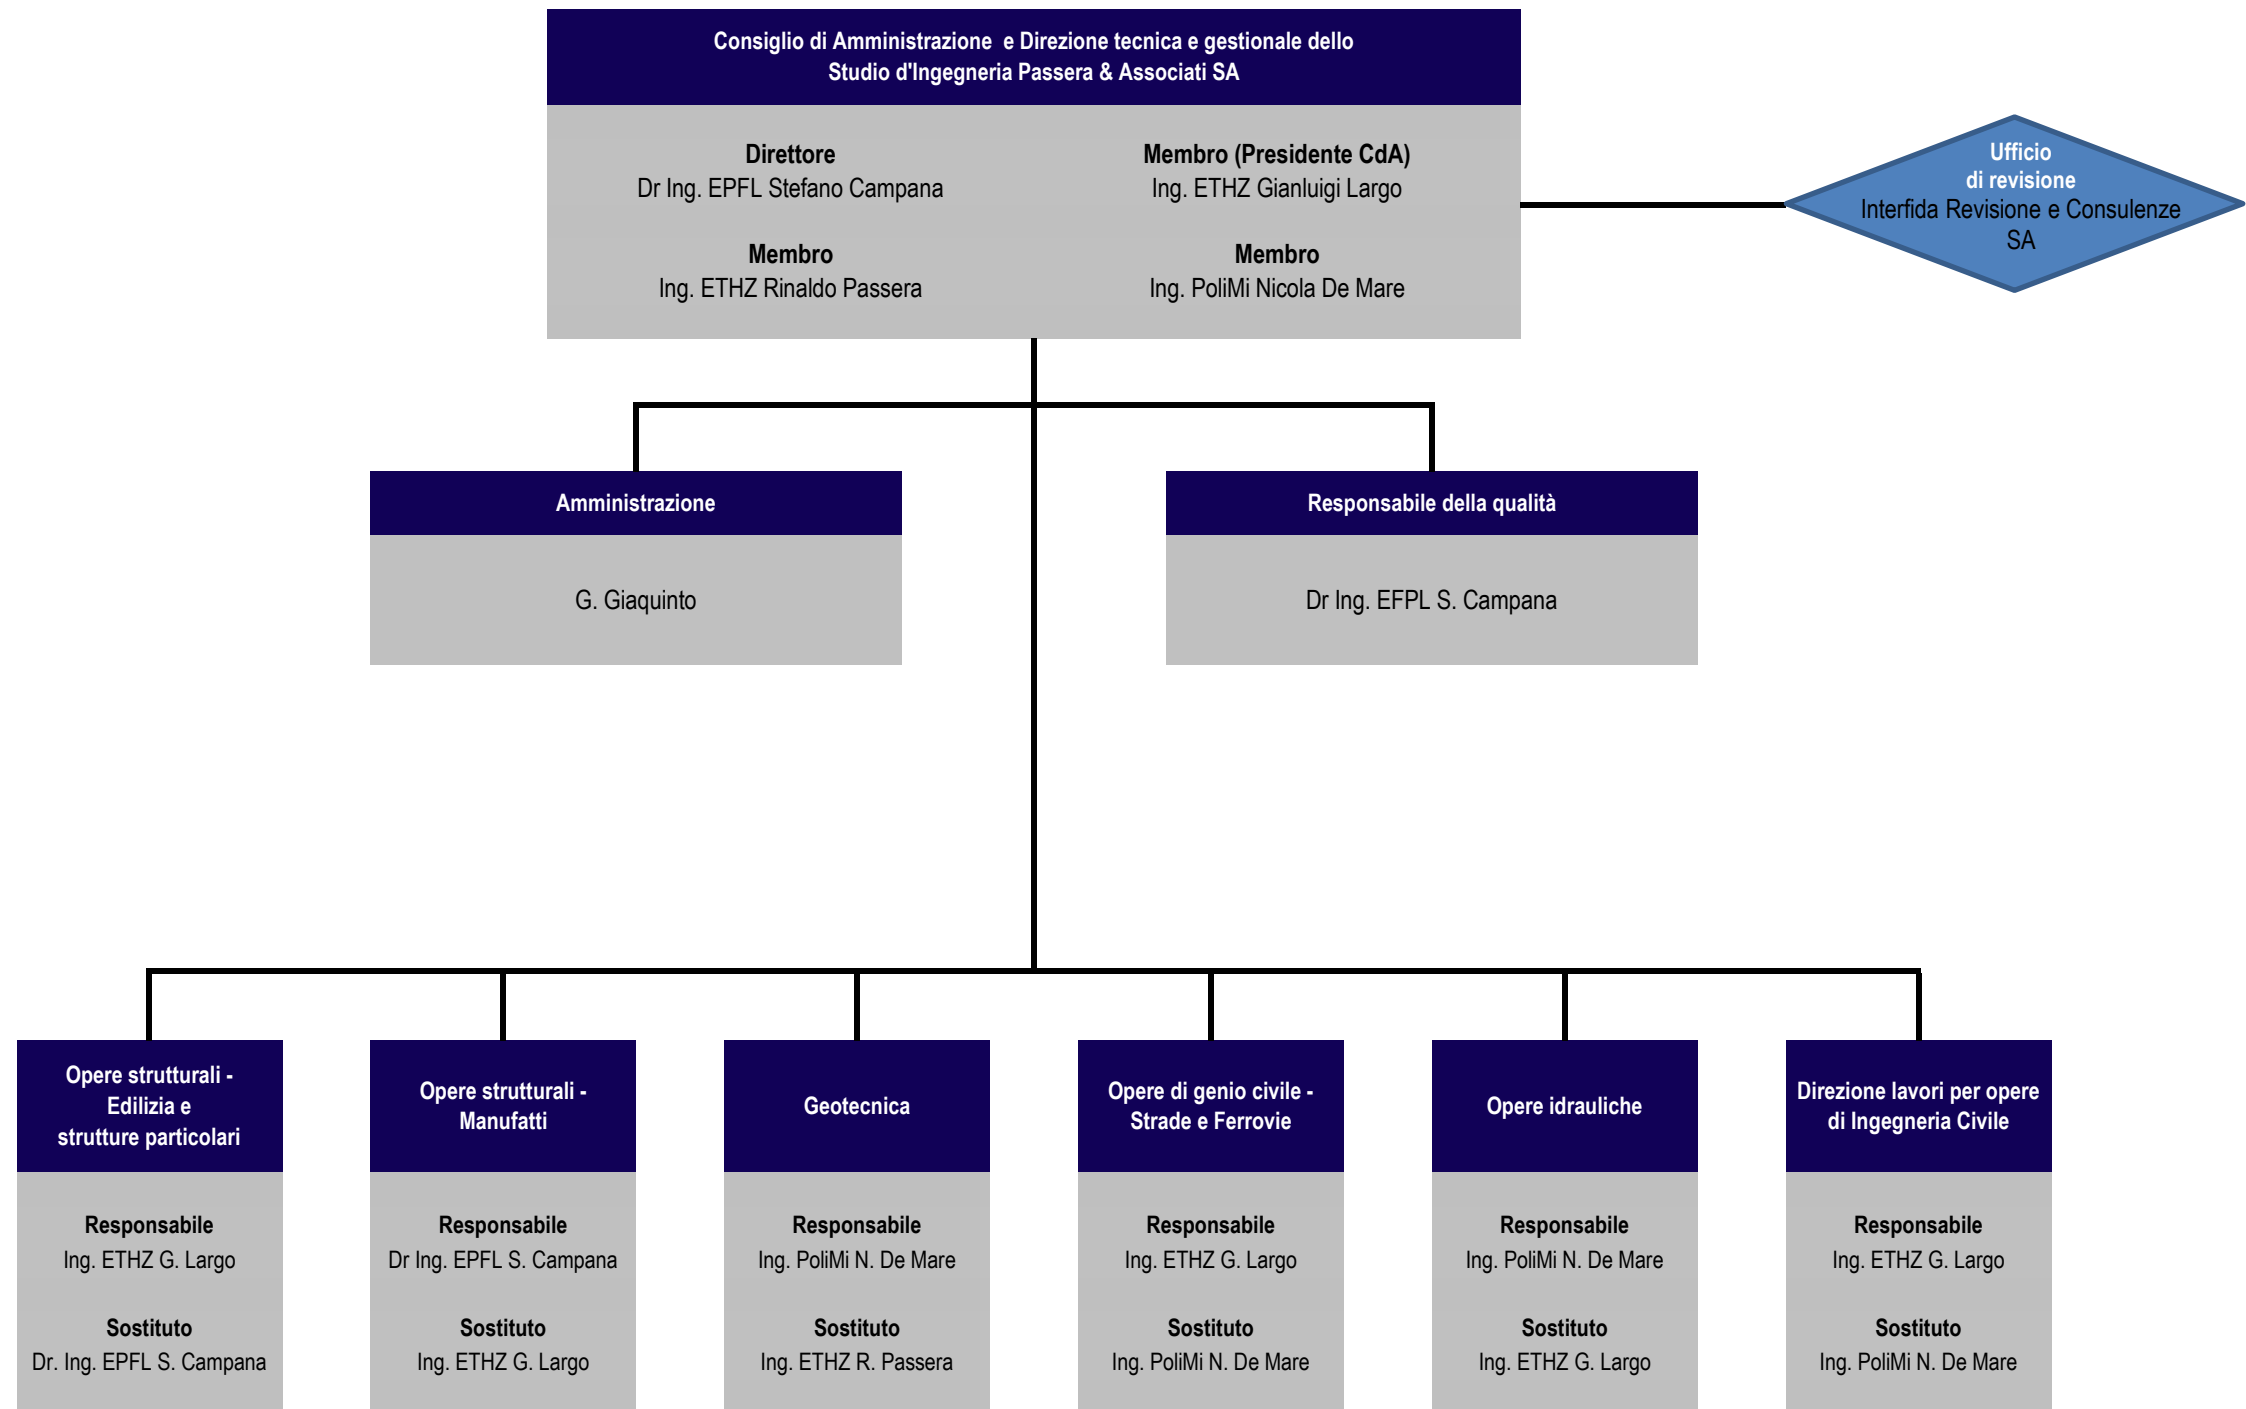 Consiglio di Amministrazione  e Direzione tecnica e gestionale dello
Studio d'Ingegneria Passera & Associati SA
Direttore
Dr Ing. EPFL Stefano Campana
Membro (Presidente CdA)
Ing. ETHZ Gianluigi Largo
Membro
Ing. ETHZ Rinaldo Passera
Membro
Ing. PoliMi Nicola De Mare
Ufficio
di revisione
Interfida Revisione e Consulenze
SA
Amministrazione
G. Giaquinto
Responsabile della qualità
Dr Ing. EFPL S. Campana
Opere strutturali -
Edilizia e
strutture particolari
Responsabile
Ing. ETHZ G. Largo
Sostituto
Dr. Ing. EPFL S. Campana
Opere strutturali -
Manufatti
Responsabile
Dr Ing. EPFL S. Campana
Sostituto
Ing. ETHZ G. Largo
Geotecnica
Responsabile
Ing. PoliMi N. De Mare
Sostituto
Ing. ETHZ R. Passera
Opere di genio civile -
Strade e Ferrovie
Responsabile
Ing. ETHZ G. Largo
Sostituto
Ing. PoliMi N. De Mare
Opere idrauliche
Responsabile
Ing. PoliMi N. De Mare
Sostituto
Ing. ETHZ G. Largo
Direzione lavori per opere
di Ingegneria Civile
Responsabile
Ing. ETHZ G. Largo
Sostituto
Ing. PoliMi N. De Mare